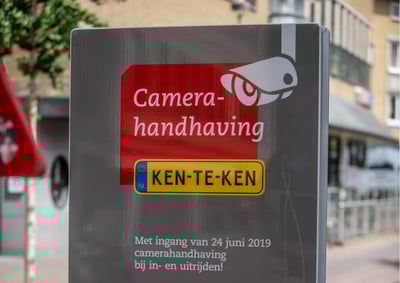 Camera-
handhaving
NL
KEN-TE-KEN
Met ingang van 24 juni 2019
camerahandhaving
bij in- en uitrijden!